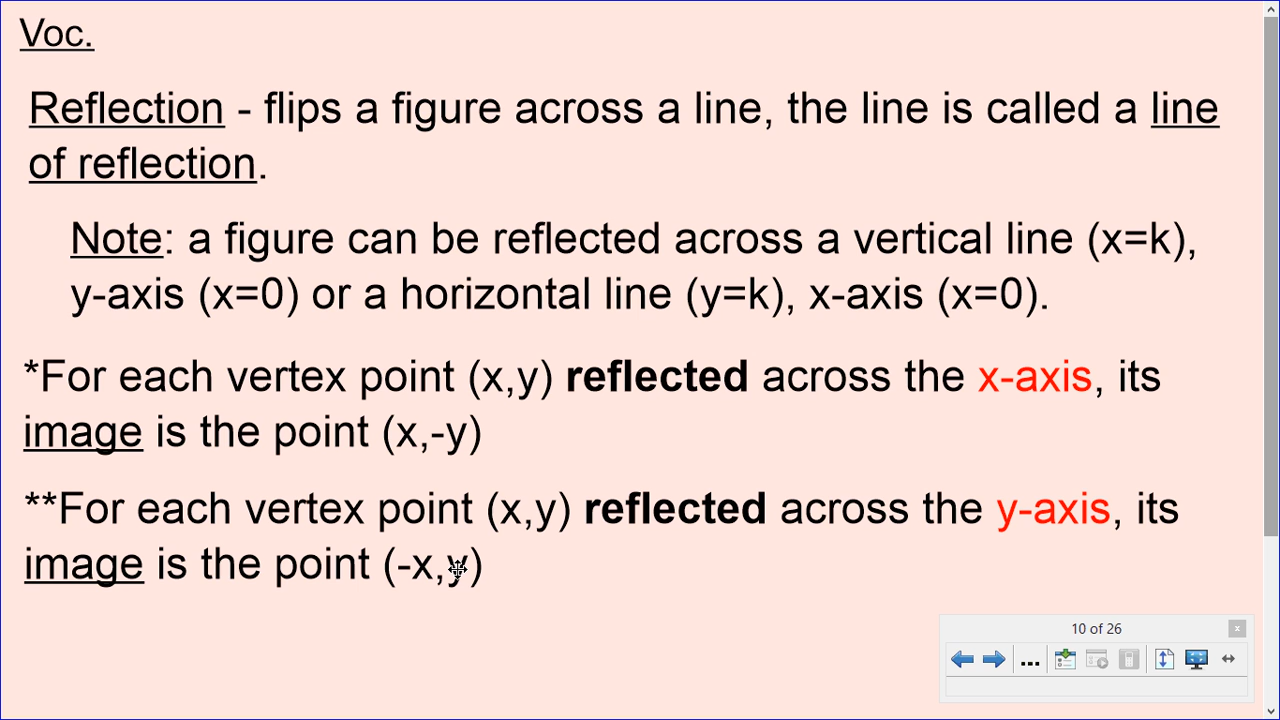 Voc.
Reflection - flips a figure across a line, the line is called a line
of reflection.
Note: a figure can be reflected across a vertical line (x=k),
y-axis (x=0) or a horizontal line (y=k), x-axis (x=0).
*For each vertex point (x,y) reflected across the x-axis, its
image is the point (x,-y)
**For each vertex point (x,y) reflected across the y-axis, its
image is the point (-x,y)
10 of 26